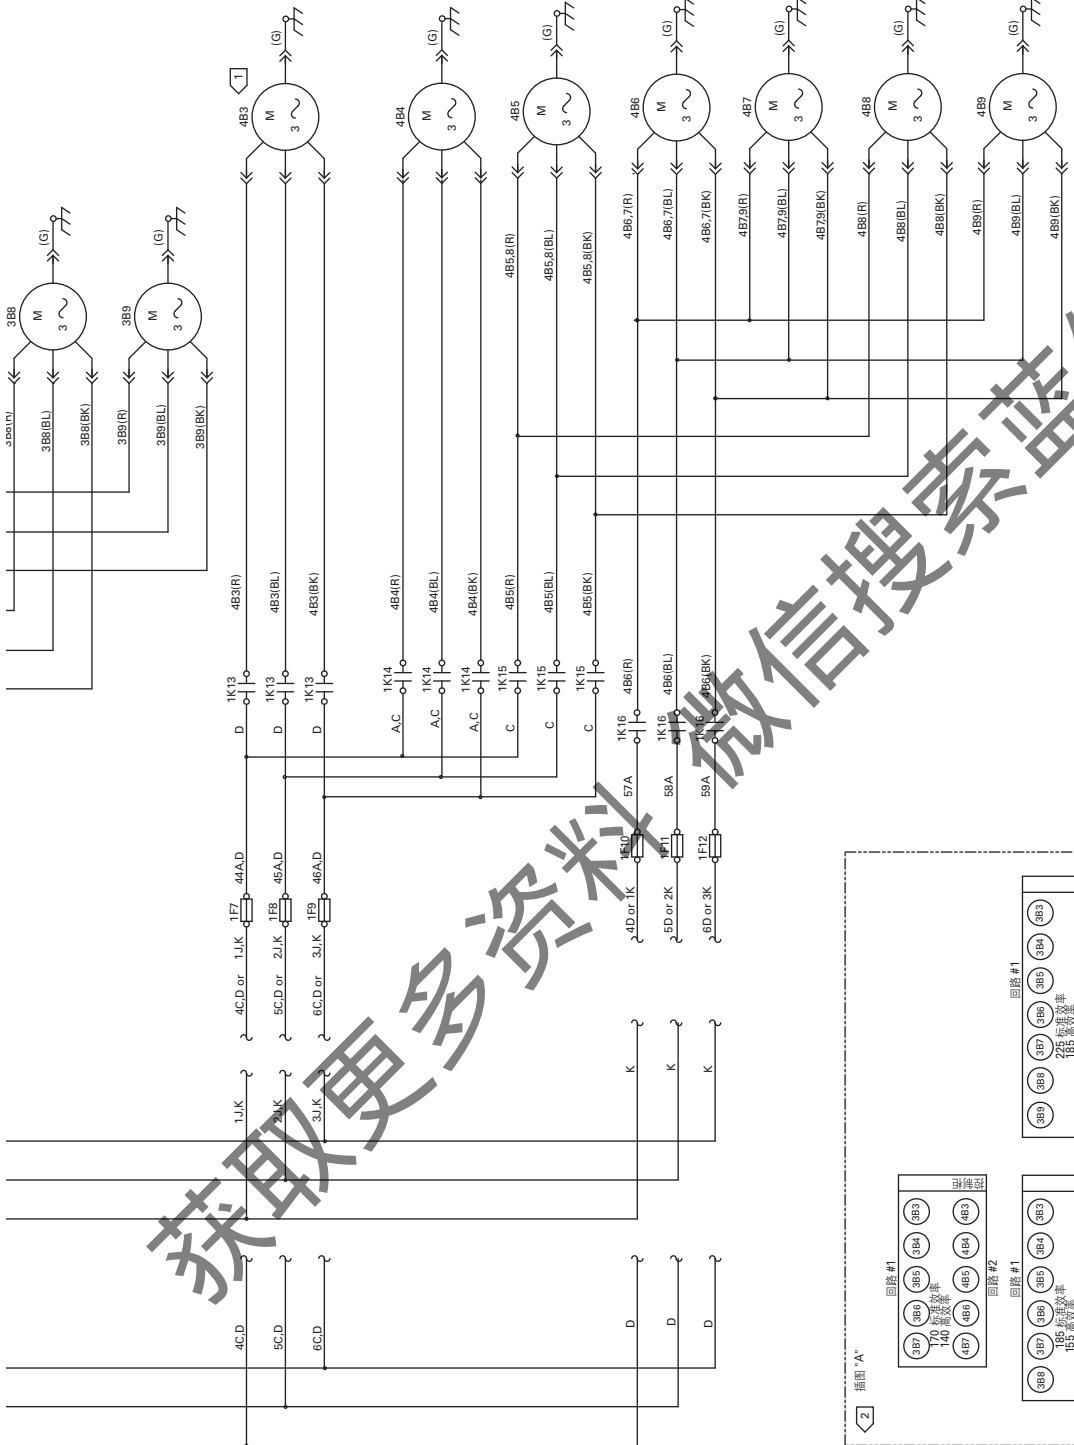 (G)
(G)
(G)
(G)
(G)
(G)
(G)
1
4B3
M
3
4B4
M
3
4B5
M
3
4B6
M
3
4B7
M
3
4B8
M
3
4B9
M
3
4B6,7(R)
4B6,7(BL)
4B6,7(BK)
4B7,9(R)
4B7,9(BL)
4B7,9(BK)
4B8(R)
4B8(BL)
4B8(BK)
4B9(R)
4B9(BL)
4B9(BK)
4B5,8(R)
4B5,8(BL)
4B5,8(BK)
(G)
(G)
3B8
M
3
3B9
M
3
3B8(R)
3B8(BL)
3B8(BK)
3B9(R)
3B9(BL)
3B9(BK)
4B3(R)
4B3(BL)
4B3(BK)
4B4(R)
4B4(BL)
4B4(BK)
4B5(R)
4B5(BL)
4B5(BK)
4B6(R)
4B6(BL)
4B6(BK)
1K13
1K13
1K13
1K14
1K14
1K14
1K15
1K15
1K15
1K16
1K16
1K16
D
D
D
A,C
A,C
A,C
C
C
C
57A
58A
59A
44A,D
45A,D
46A,D
1F7
1F8
1F9
1F10
1F11
1F12
1J,K
2J,K
3J,K
4C,D or
5C,D or
6C,D or
4D or 1K
5D or 2K
6D or 3K
1J,K
2J,K
3J,K
K
K
K
4C,D
5C,D
6C,D
D
D
D
2
插图 "A"
回路 #1
3B7
3B6
3B5
3B4
3B3
170 标准效率
140 高效率
4B7
4B6
4B5
4B4
4B3
控制柜
回路 #2
回路 #1
3B9
3B8
3B7
3B6
3B5
3B4
3B3
225 标准效率
185 高效率
回路 #1
3B8
3B7
3B6
3B5
3B4
3B3
185 标准效率
155 高效率
获取更多资料 微信搜索蓝